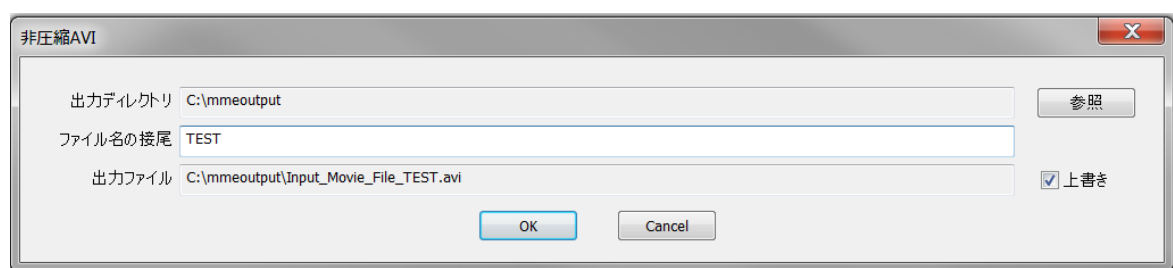 非圧縮AVI
X
出力ディレクトリ C:\mmeoutput 参照
ファイル名の接尾 TEST
出力ファイル C:\mmeoutput\Input_Movie_File_TEST.avi 上書き
OK Cancel